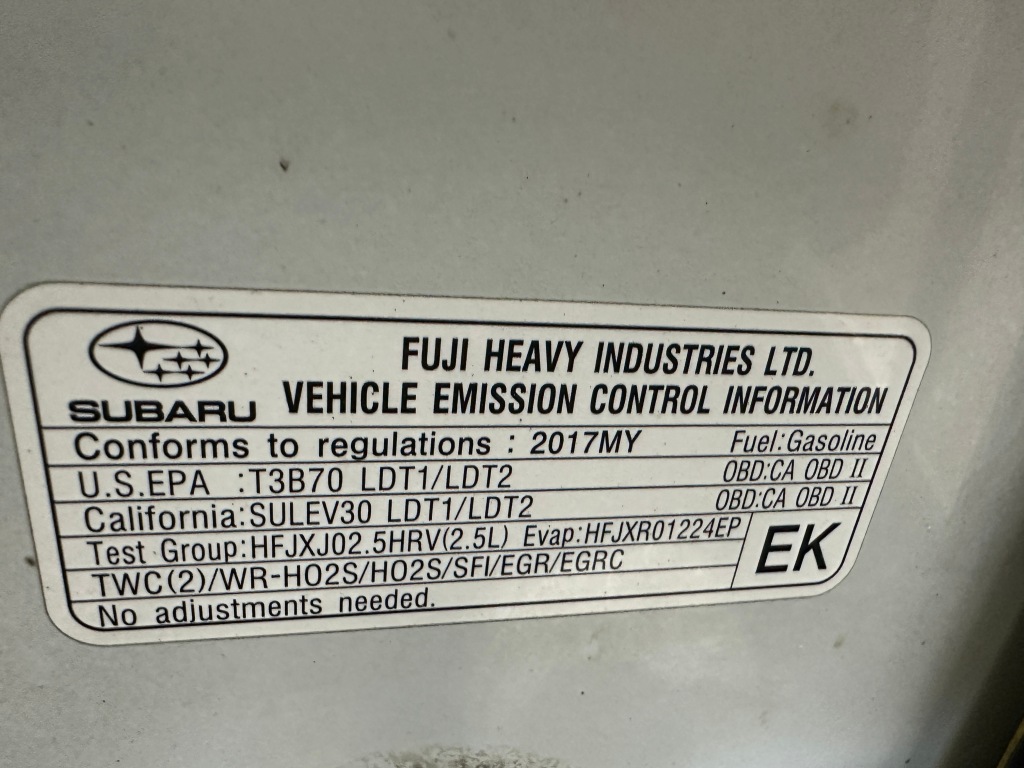 FUJI HEAVY INDUSTRIES LTD.
SUBARU VEHICLE EMISSION CONTROL INFORMATION
Conforms to regulations : 2017MY Fuel:Gasoline
U.S.EPA :T3B70 LDT1/LDT2 OBD:CA OBD II
California:SULEV30 LDT1/LDT2 OBD:CA OBD II
Test Group:HFJXJ02.5HRV(2.5L) Evap:HFJXR01224EP
TWC(2)/WR-HO2S/HO2S/SFI/EGR/EGRC
EK
No adjustments needed.